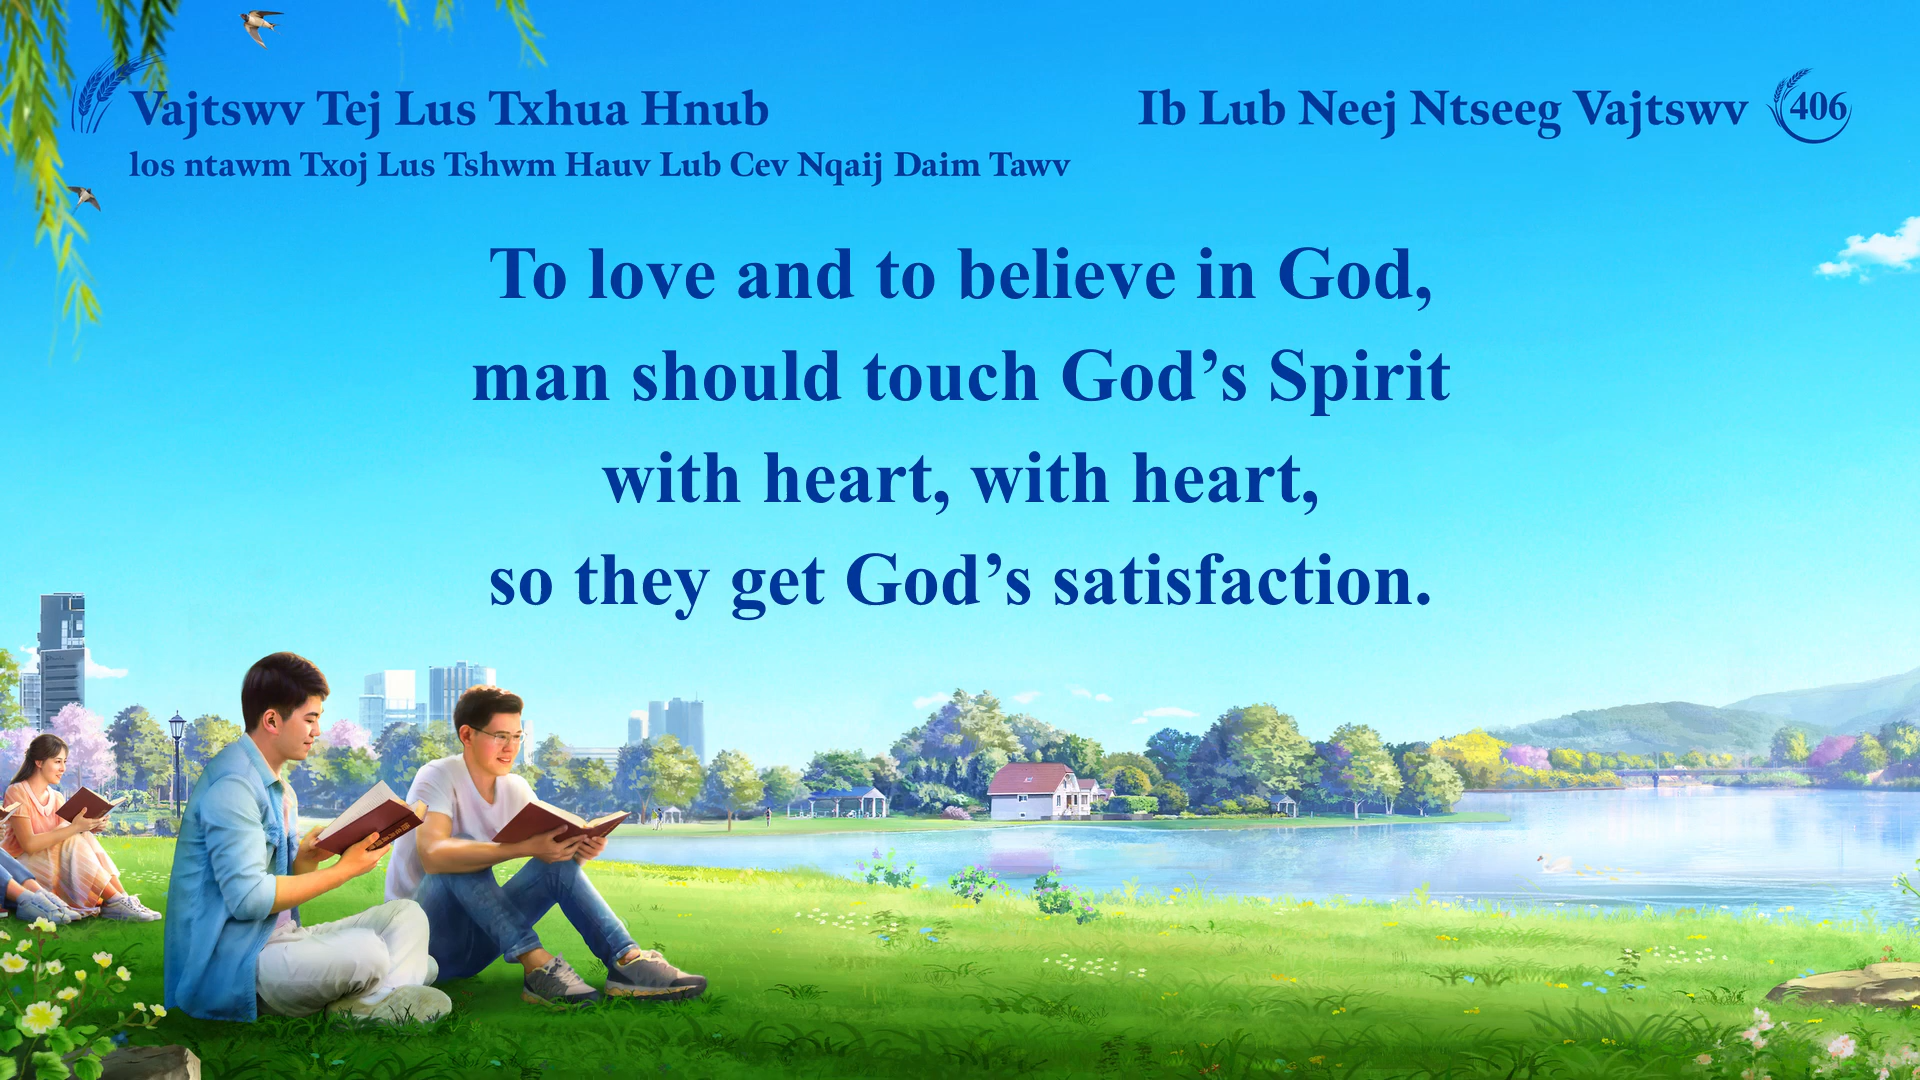 Vajtswv Tej Lus Txhua Hnub
los ntawm Txoj Lus Tshwm Hauv Lub Cev Nqaij Daim Tawv
Ib Lub Neej Ntseeg Vajtswv 406
To love and to believe in God,
man should touch God’s Spirit
with heart, with heart,
so they get God’s satisfaction.